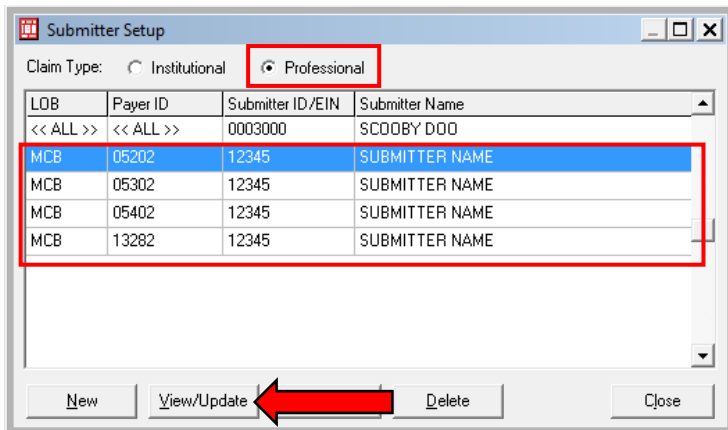 Submitter Setup
Claim Type: Institutional Professional
LOB Payer ID Submitter ID/EIN Submitter Name
<< ALL >> << ALL >> 0003000 SCOOBY DOO
MCB 05202 12345 SUBMITTER NAME
MCB 05302 12345 SUBMITTER NAME
MCB 05402 12345 SUBMITTER NAME
MCB 13282 12345 SUBMITTER NAME
New View/Update Delete Close